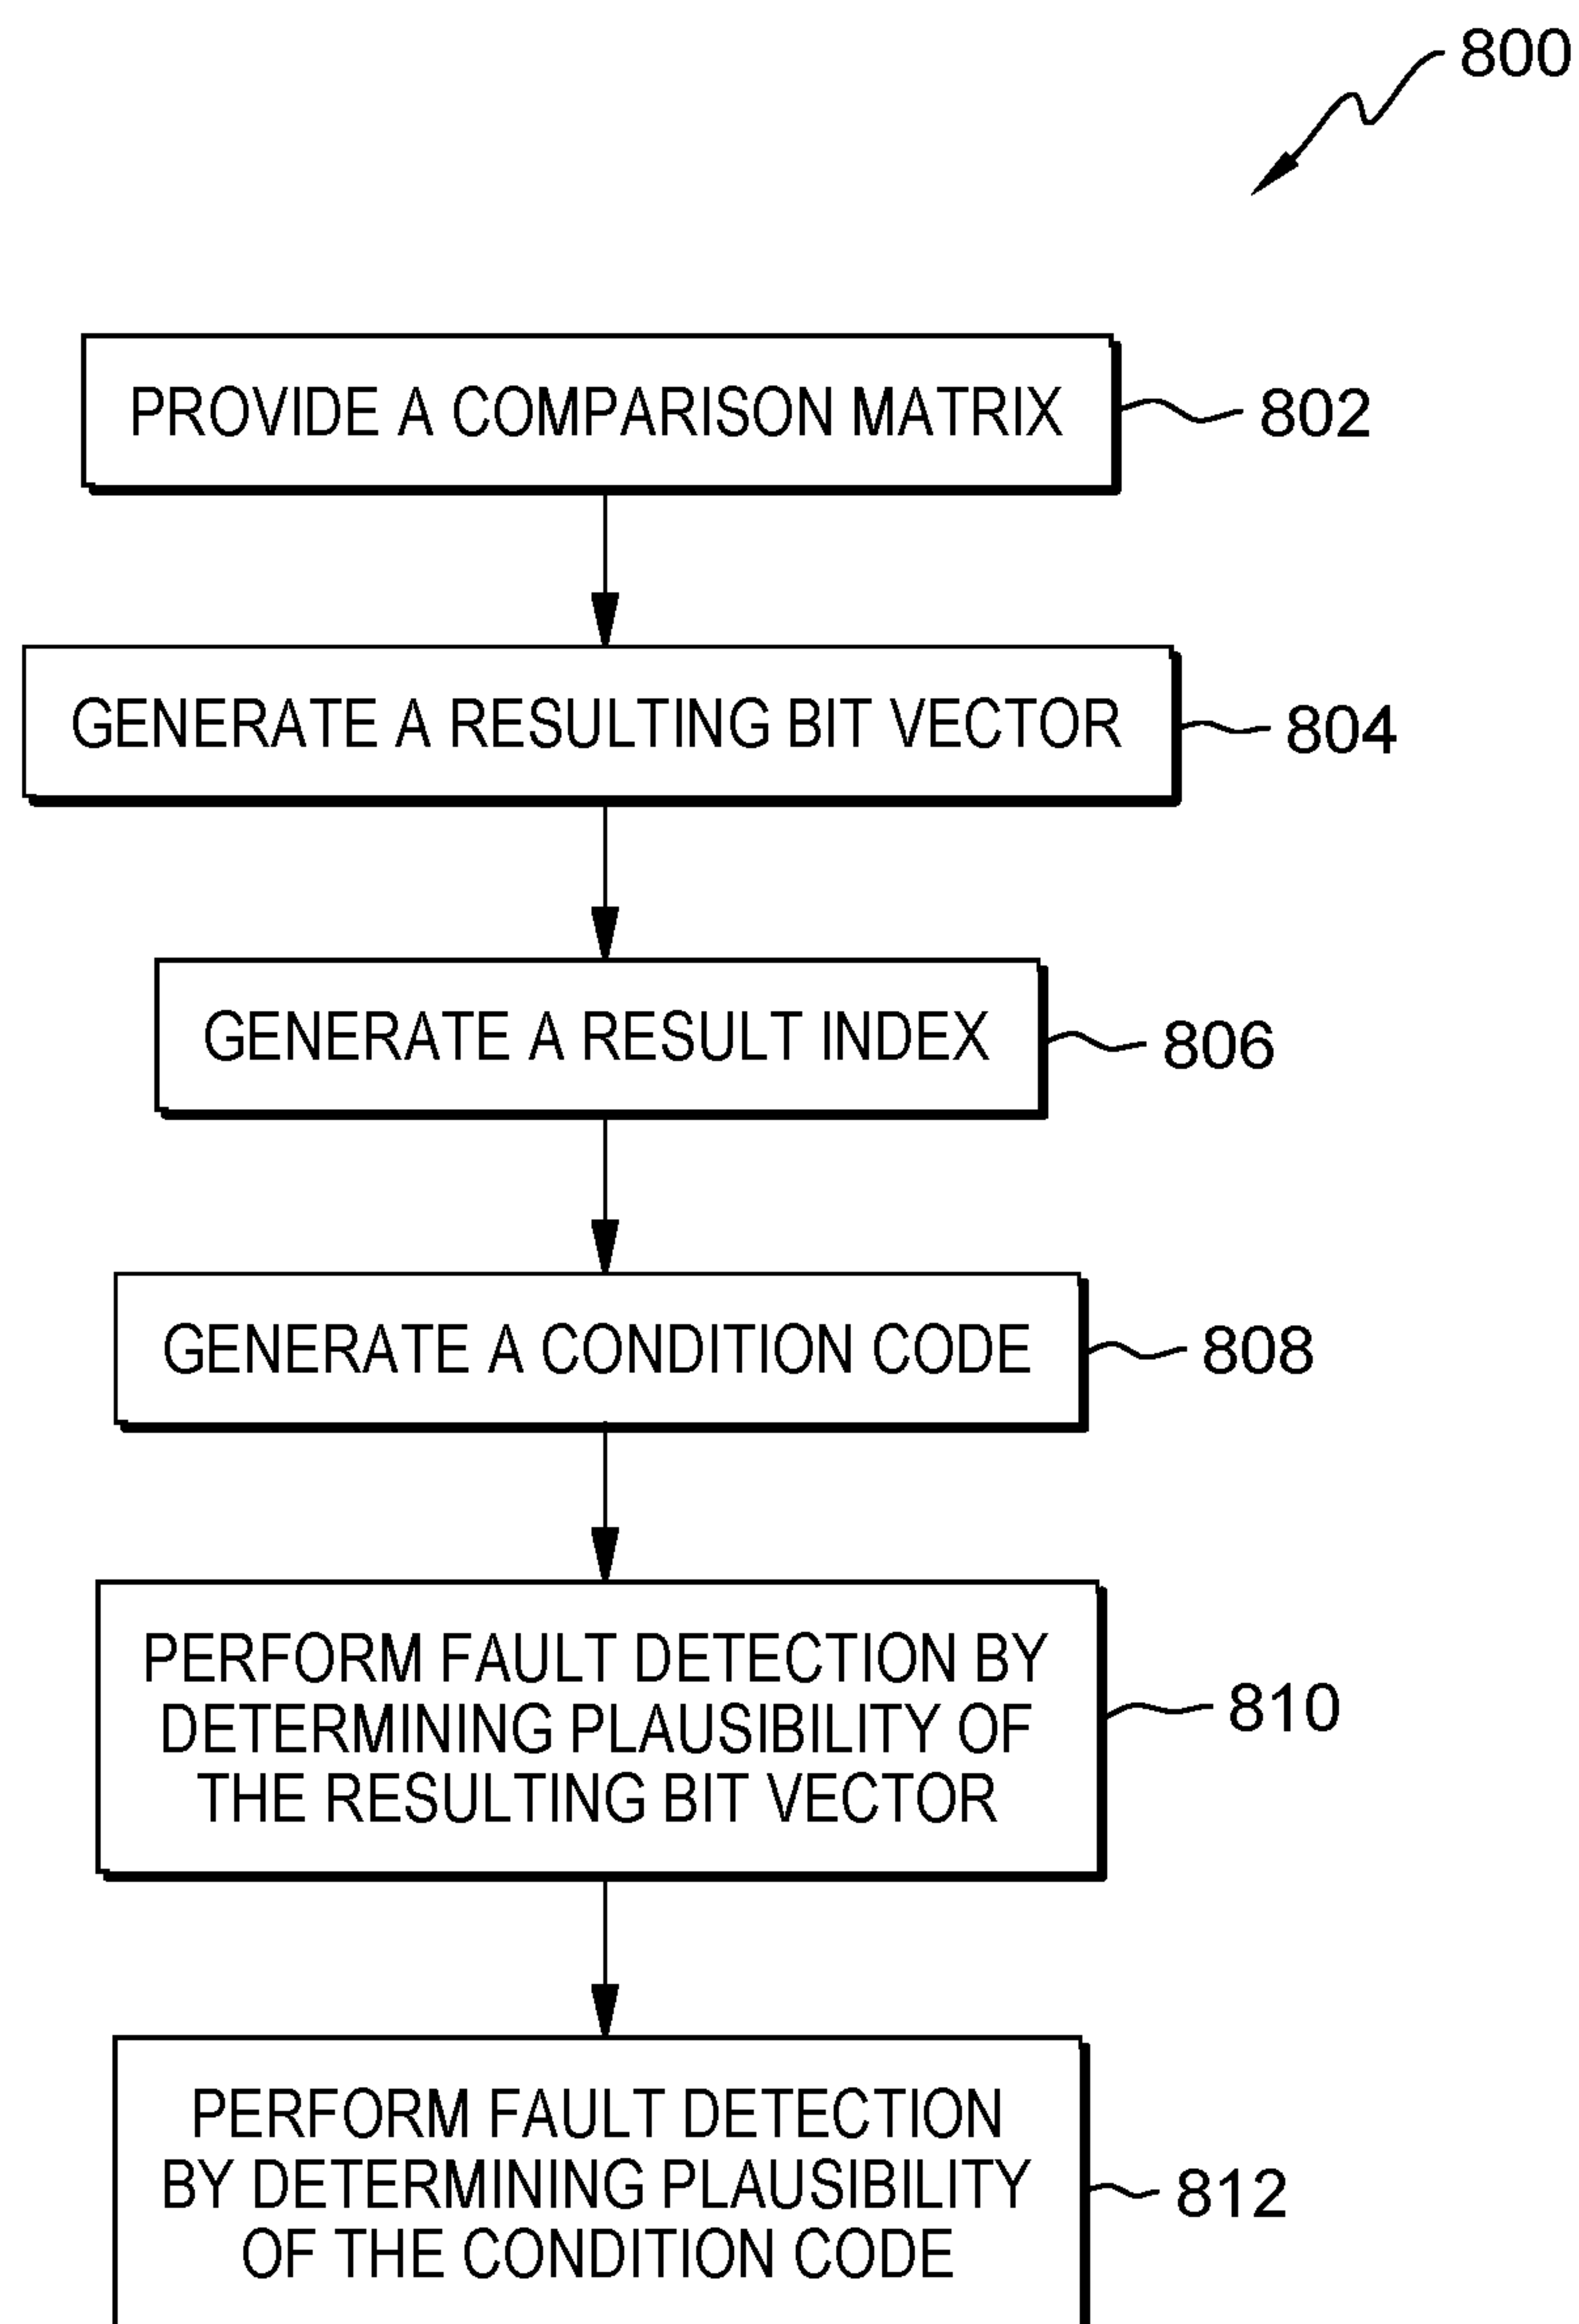 800
PROVIDE A COMPARISON MATRIX
802
GENERATE A RESULTING BIT VECTOR
804
GENERATE A RESULT INDEX
806
GENERATE A CONDITION CODE
808
PERFORM FAULT DETECTION BY
DETERMINING PLAUSIBILITY OF
THE RESULTING BIT VECTOR
810
PERFORM FAULT DETECTION
BY DETERMINING PLAUSIBILITY
OF THE CONDITION CODE
812